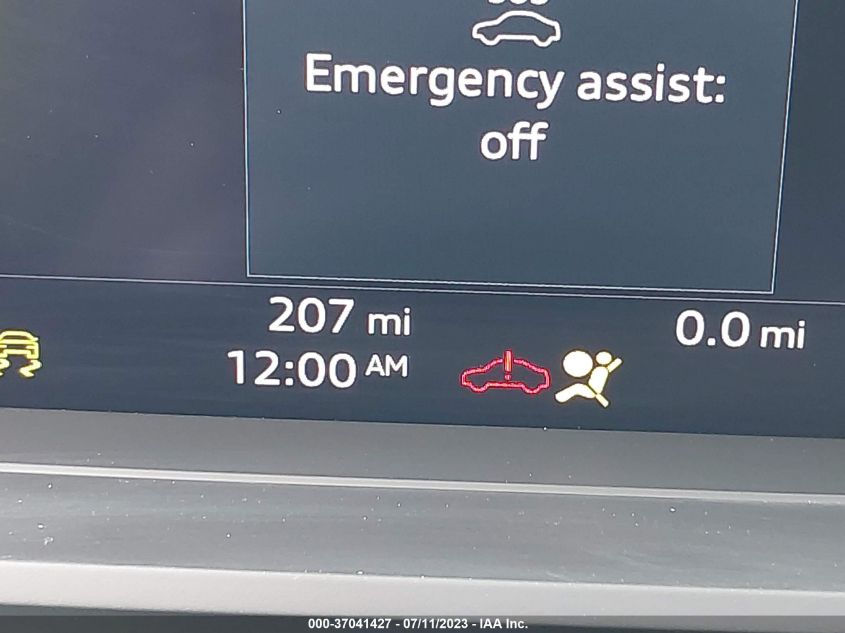 Emergency assist:
off
207 mi
0.0 mi
12:00 AM
000-37041427 - 07/11/2023 - IAA Inc.